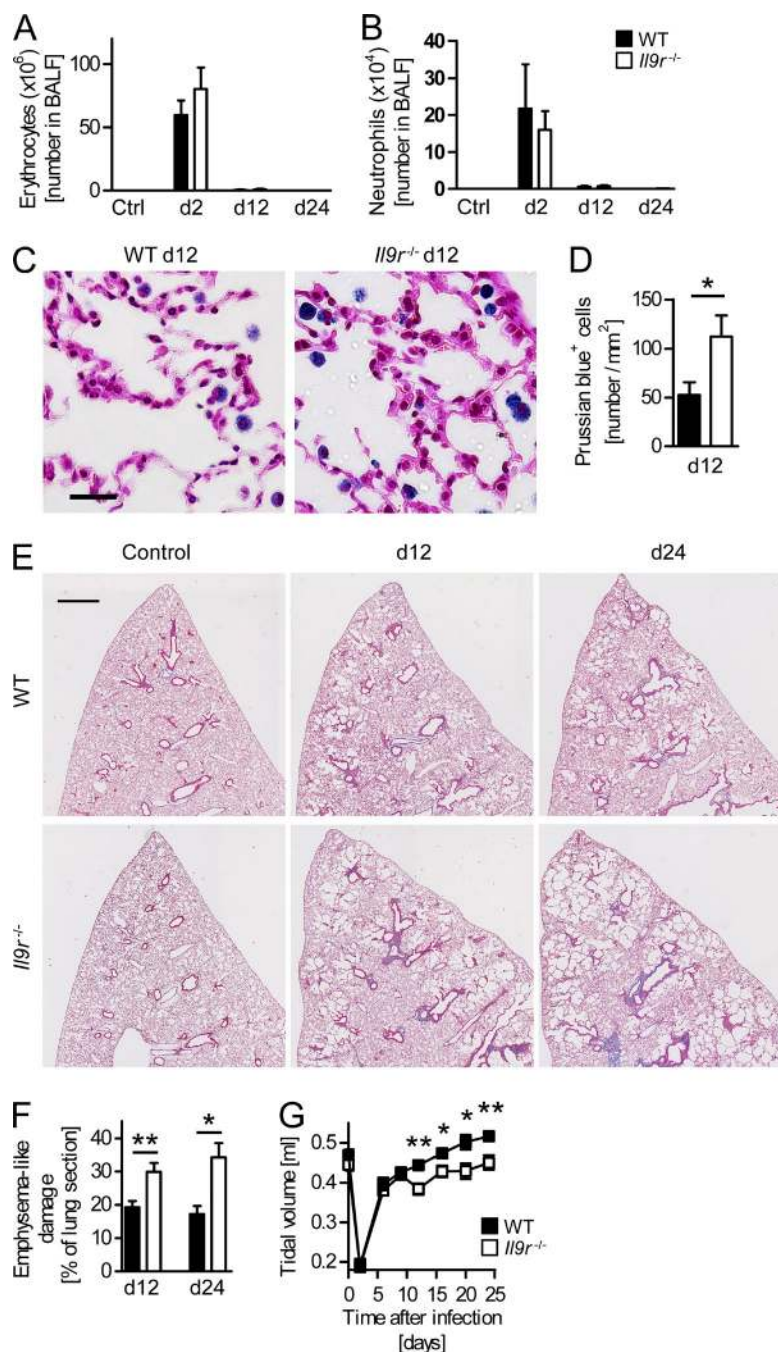 A
Erythrocytes (x10⁶)
[number in BALF]
100
50
0
Ctrl d2 d12 d24
B
Neutrophils (x10⁴)
[number in BALF]
40
30
20
10
0
Ctrl d2 d12 d24
WT
Il9r⁻/⁻
C
WT d12
Il9r⁻/⁻ d12
D
Prussian blue⁺ cells
[number / mm²]
150
100
50
0
*
d12
E
Control d12 d24
WT
Il9r⁻/⁻
F
Emphysema-like
damage
[% of lung section]
40
30
20
10
0
** *
d12 d24
G
Tidal volume [ml]
0.5
0.4
0.3
0.2
** * * **
WT
Il9r⁻/⁻
0 5 10 15 20 25
Time after infection
[days]